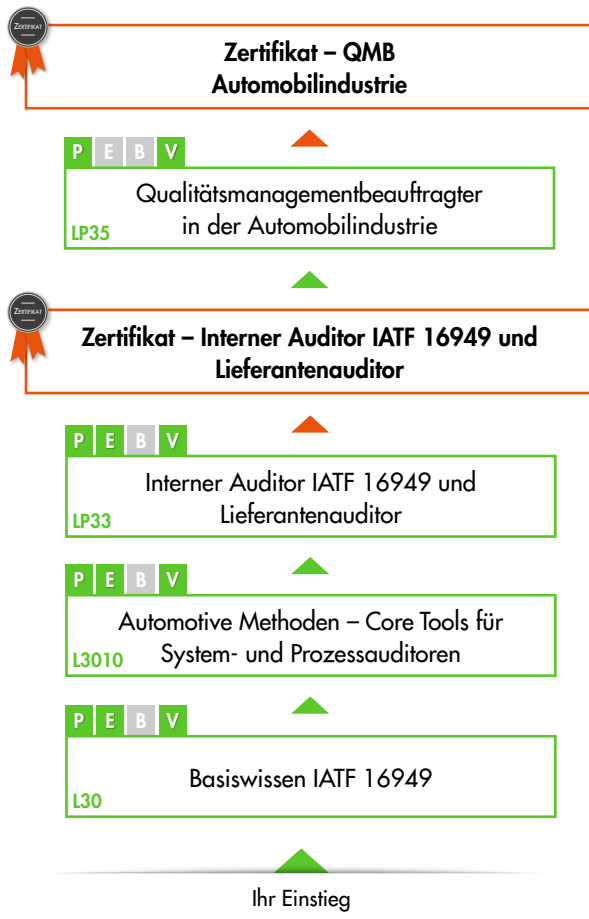 ZERTIFIKAT
Zertifikat – QMB
Automobilindustrie
P E B V
Qualitätsmanagementbeauftragter
in der Automobilindustrie
LP35
ZERTIFIKAT
Zertifikat – Interner Auditor IATF 16949 und
Lieferantenauditor
P E B V
Interner Auditor IATF 16949 und
Lieferantenauditor
LP33
P E B V
Automotive Methoden – Core Tools für
System- und Prozessauditoren
L3010
P E B V
Basiswissen IATF 16949
L30
Ihr Einstieg